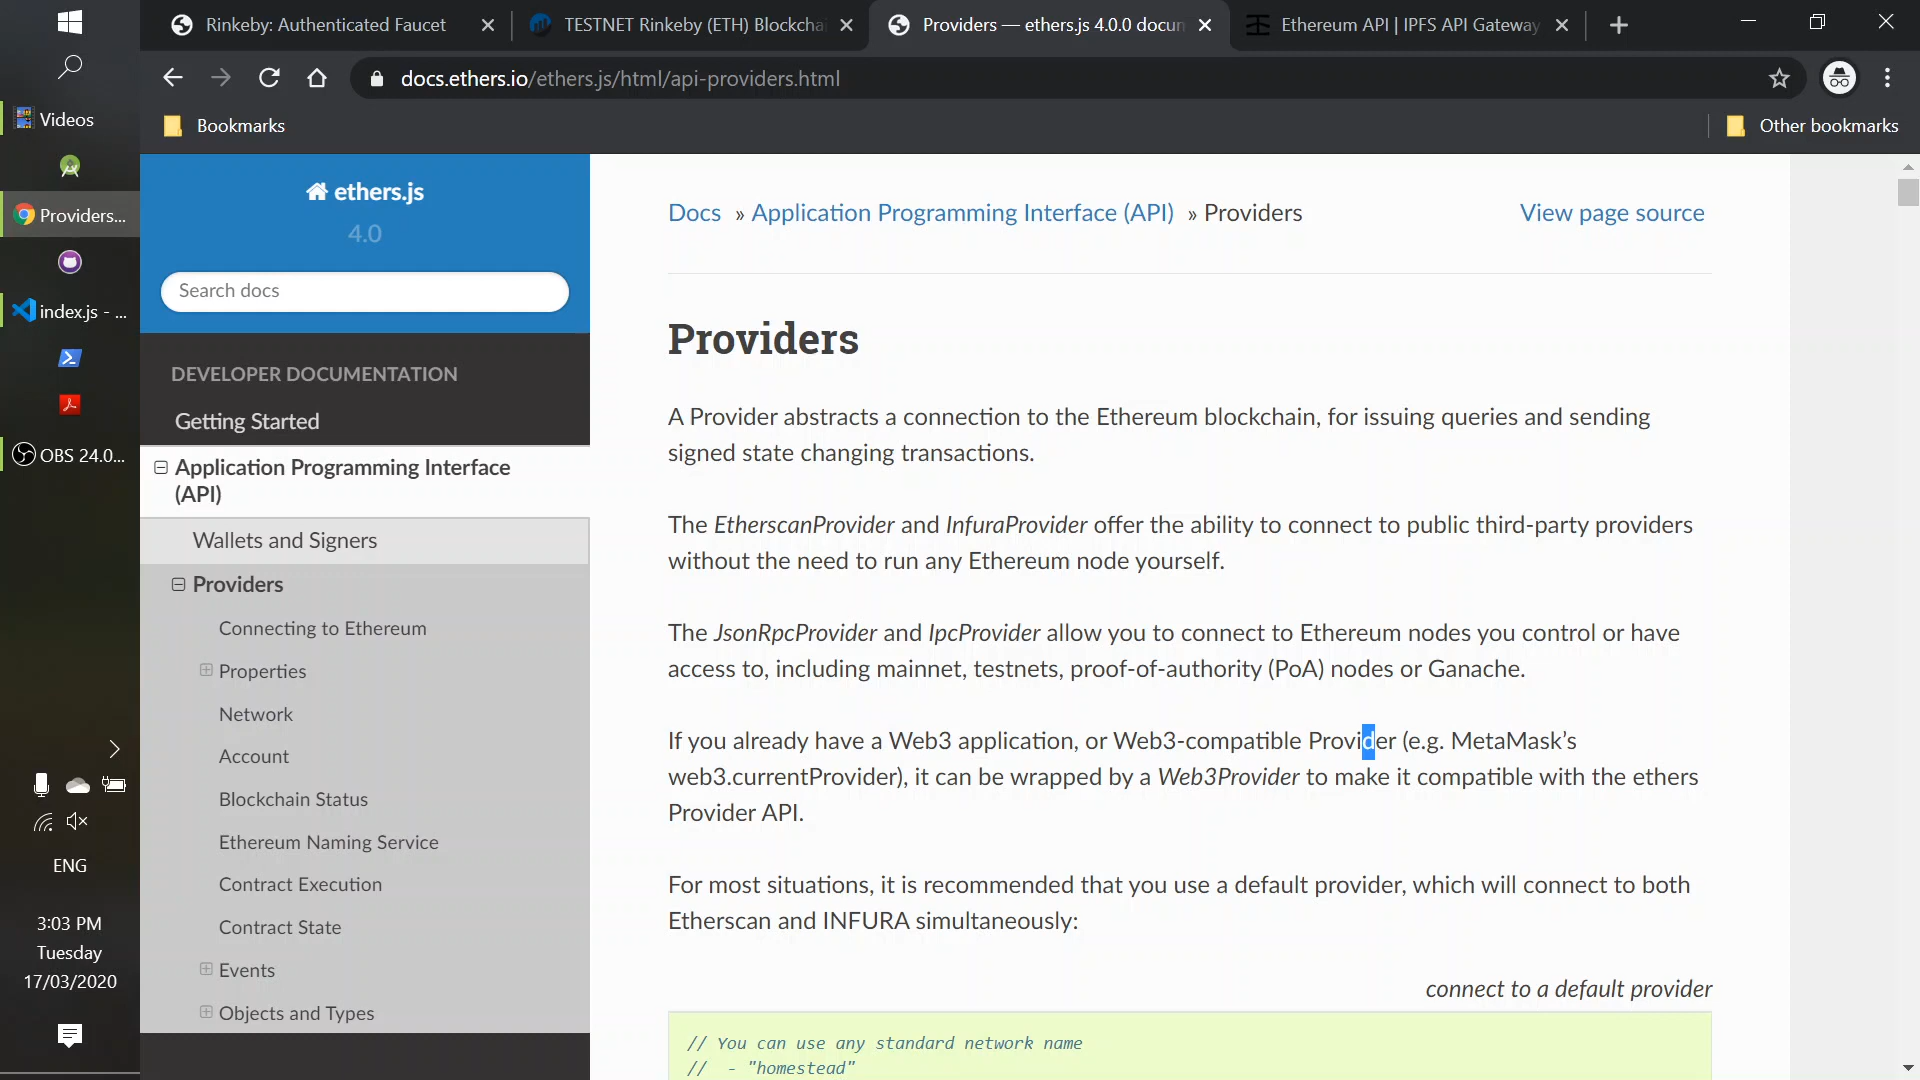 Rinkeby: Authenticated Faucet
TESTNET Rinkeby (ETH) Blockchai
Providers — ethers.js 4.0.0 docum
Ethereum API | IPFS API Gateway
docs.ethers.io/ethers.js/html/api-providers.html
Bookmarks
Other bookmarks
Videos
Providers...
index.js - ...
OBS 24.0...
ENG
3:03 PM
Tuesday
17/03/2020
ethers.js
4.0
Search docs
DEVELOPER DOCUMENTATION
Getting Started
Application Programming Interface
(API)
Wallets and Signers
Providers
Connecting to Ethereum
Properties
Network
Account
Blockchain Status
Ethereum Naming Service
Contract Execution
Contract State
Events
Objects and Types
Docs » Application Programming Interface (API) » Providers
View page source
Providers
A Provider abstracts a connection to the Ethereum blockchain, for issuing queries and sending
signed state changing transactions.
The EtherscanProvider and InfuraProvider offer the ability to connect to public third-party providers
without the need to run any Ethereum node yourself.
The JsonRpcProvider and IpcProvider allow you to connect to Ethereum nodes you control or have
access to, including mainnet, testnets, proof-of-authority (PoA) nodes or Ganache.
If you already have a Web3 application, or Web3-compatible Provider (e.g. MetaMask’s
web3.currentProvider), it can be wrapped by a Web3Provider to make it compatible with the ethers
Provider API.
For most situations, it is recommended that you use a default provider, which will connect to both
Etherscan and INFURA simultaneously:
connect to a default provider
// You can use any standard network name
// - "homestead"